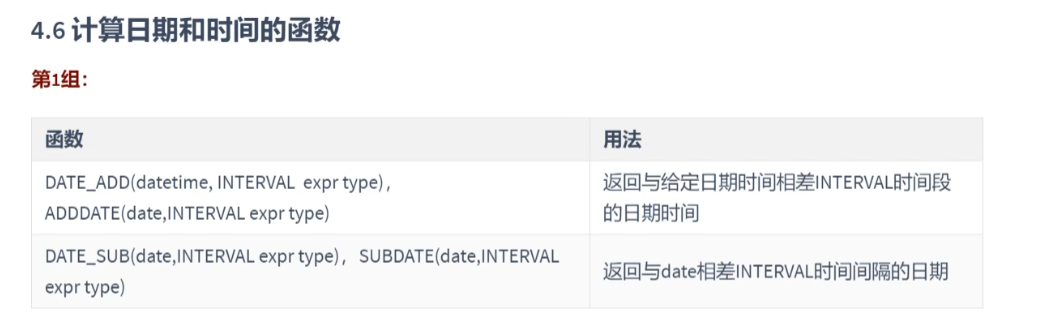 4.6 计算日期和时间的函数
第1组：
函数
用法
DATE_ADD(datetime, INTERVAL expr type)，
ADDDATE(date,INTERVAL expr type)
返回与给定日期时间相差INTERVAL时间段
的日期时间
DATE_SUB(date,INTERVAL expr type)，SUBDATE(date,INTERVAL
expr type)
返回与date相差INTERVAL时间间隔的日期